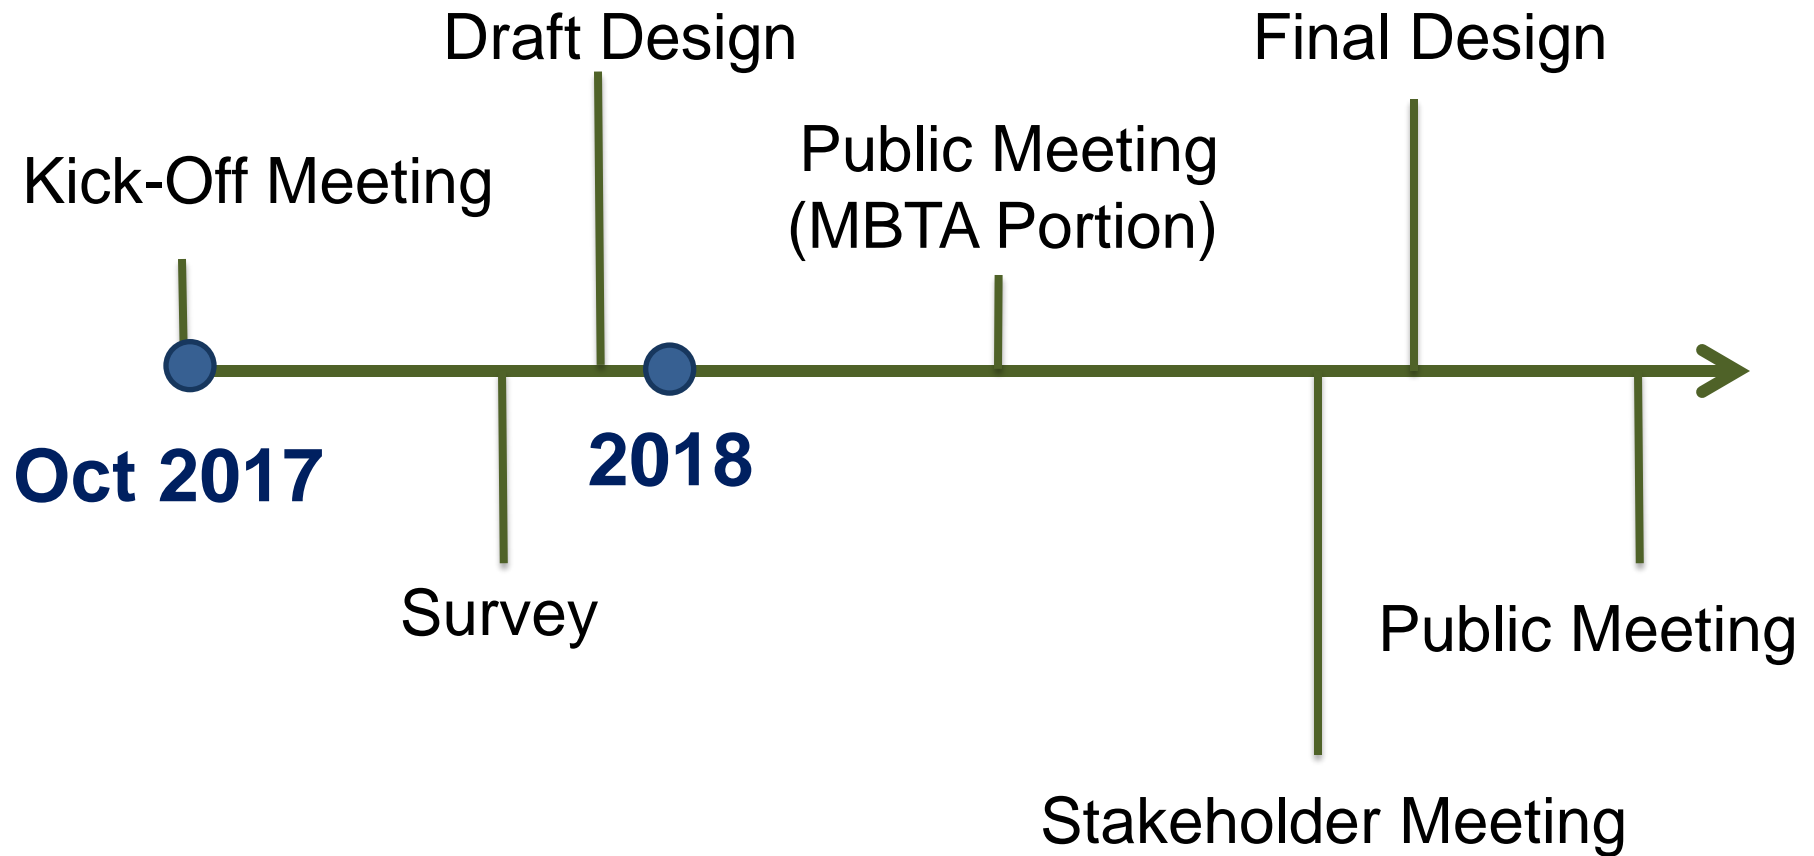 Draft Design
Final Design
Public Meeting
(MBTA Portion)
Kick-Off Meeting
2018
Oct 2017
Survey
Public Meeting
Stakeholder Meeting